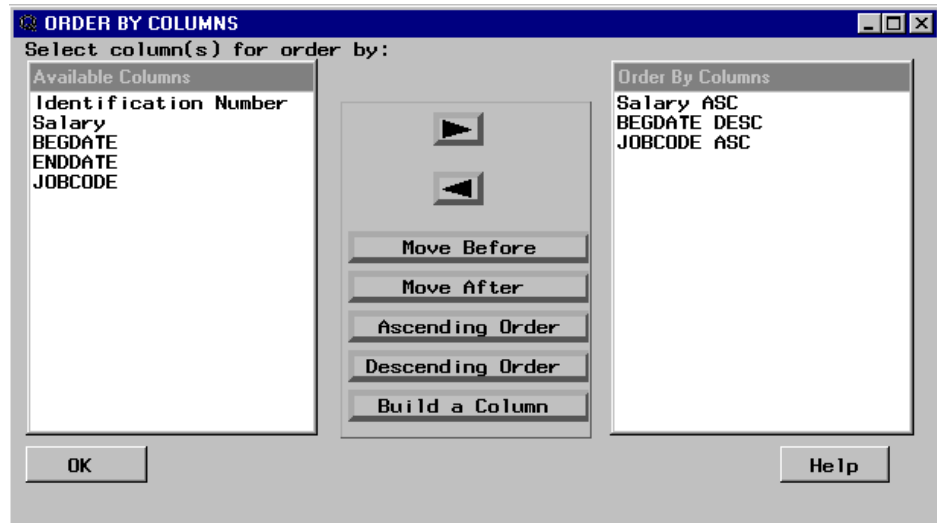 ORDER BY COLUMNS
Select column(s) for order by:
Available Columns
Identification Number
Salary
BEGDATE
ENDDATE
JOBCODE
Move Before
Move After
Ascending Order
Descending Order
Build a Column
Order By Columns
Salary ASC
BEGDATE DESC
JOBCODE ASC
OK
Help